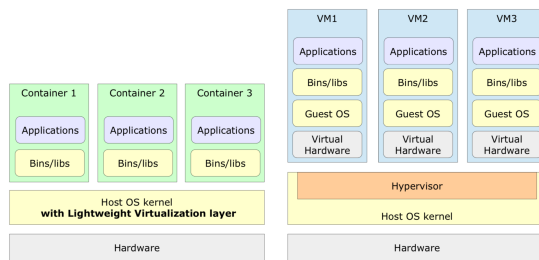 Container 1
Applications
Bins/libs
Container 2
Applications
Bins/libs
Container 3
Applications
Bins/libs
Host OS kernel
with Lightweight Virtualization layer
Hardware
VM1
Applications
Bins/libs
Guest OS
Virtual
Hardware
VM2
Applications
Bins/libs
Guest OS
Virtual
Hardware
VM3
Applications
Bins/libs
Guest OS
Virtual
Hardware
Hypervisor
Host OS kernel
Hardware